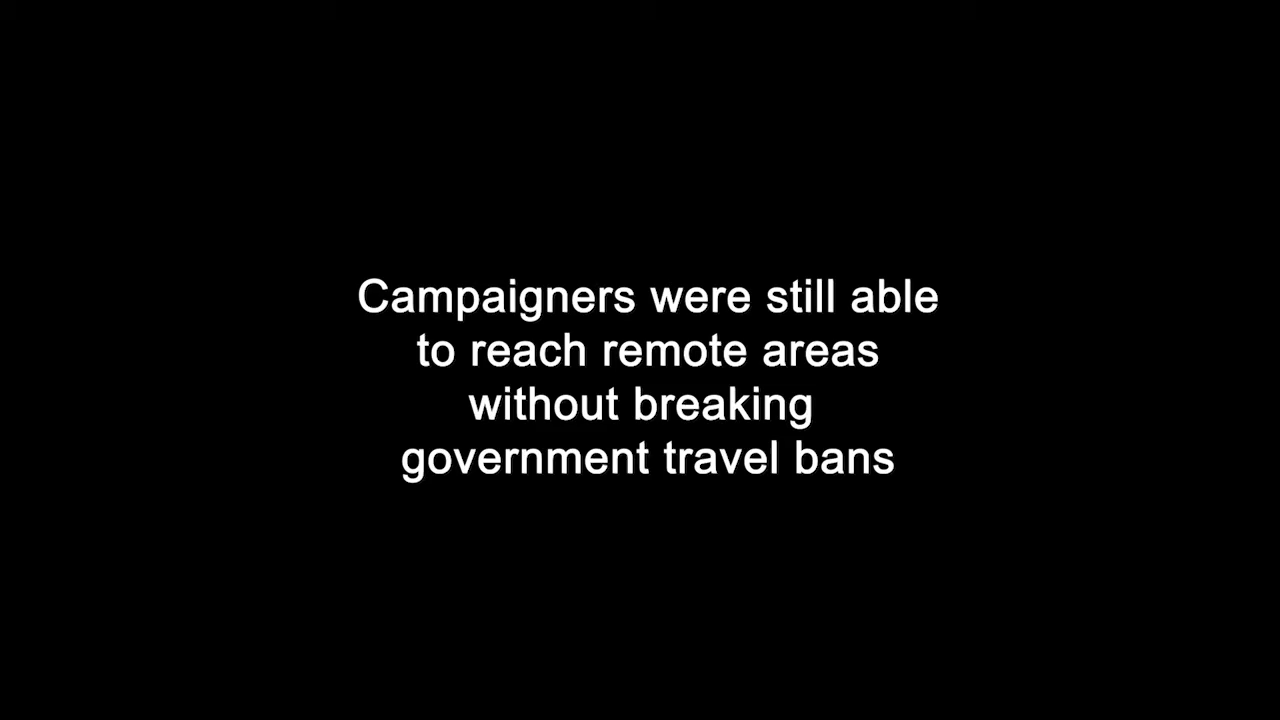 Campaigners were still able
to reach remote areas
without breaking
government travel bans